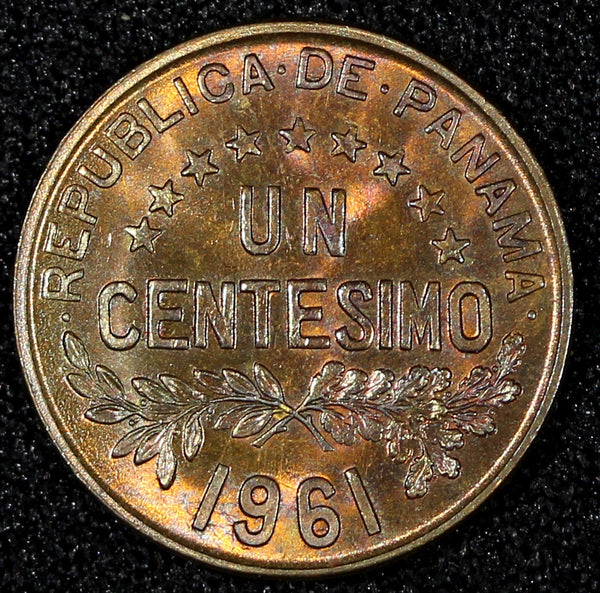 ·REPUBLICA·DE·PANAMA·
UN
CENTESIMO
1961